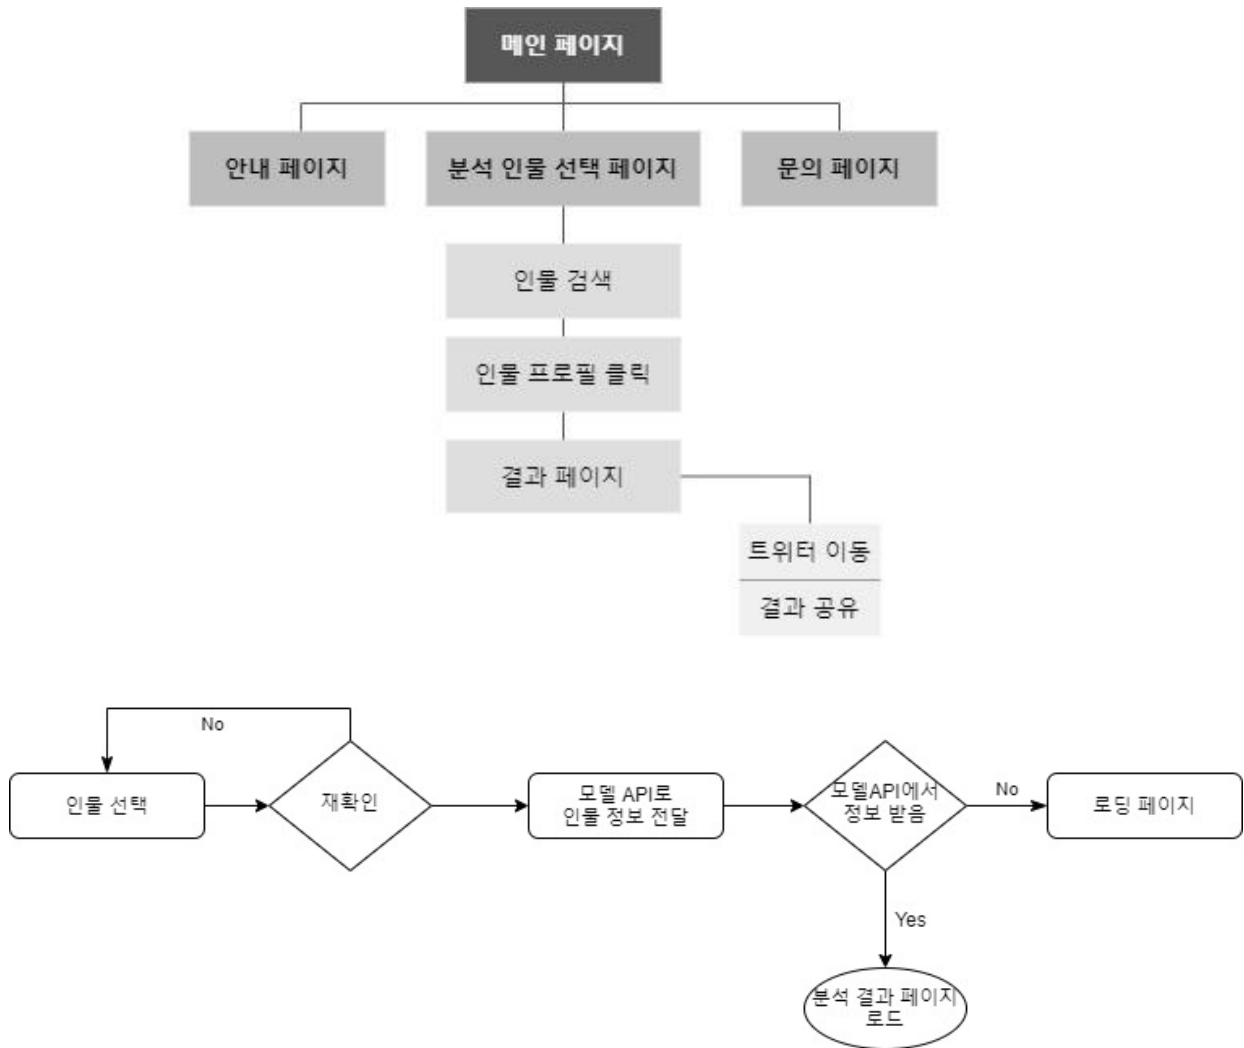 메인 페이지
안내 페이지
분석 인물 선택 페이지
문의 페이지
인물 검색
인물 프로필 클릭
결과 페이지
트위터 이동
결과 공유
No
인물 선택
재확인
모델 API로
인물 정보 전달
모델API에서
정보 받음
No
로딩 페이지
Yes
분석 결과 페이지
로드